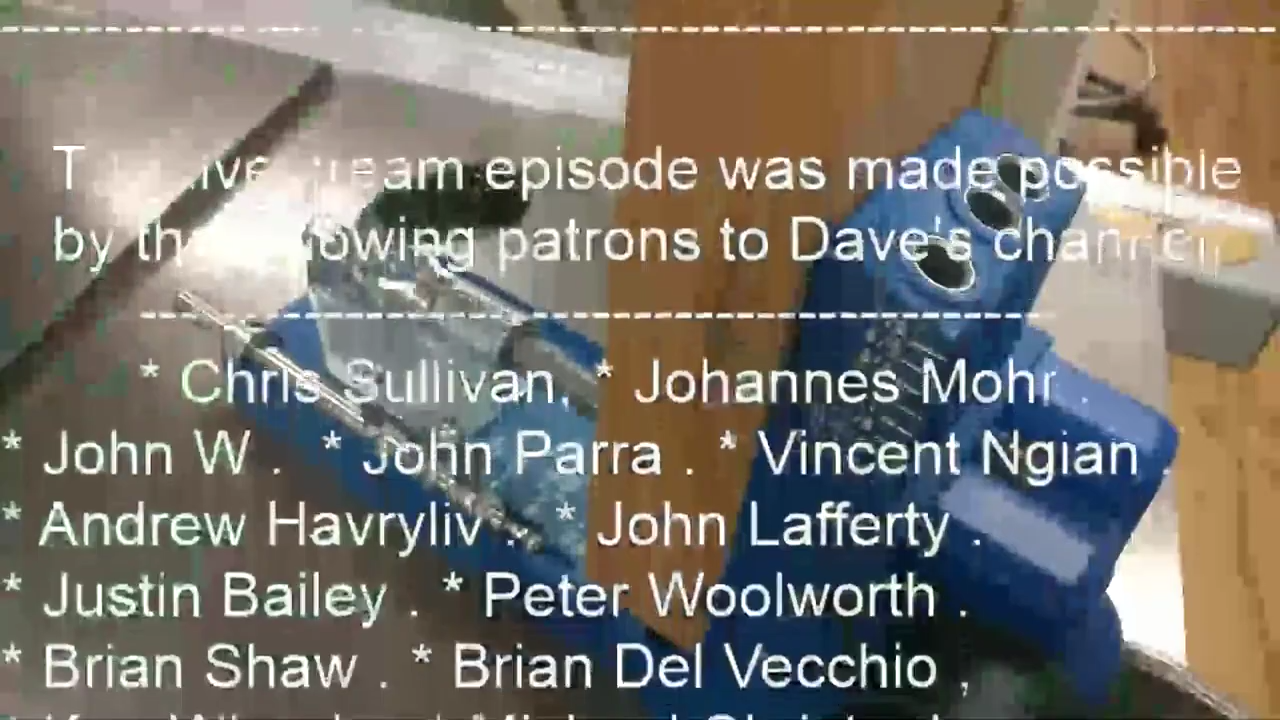 episode was made possible
by patrons to Dave's
* Chris Sullivan, * Johannes Mohr .
* John W . * John Parra . * Vincent Ngian .
* Andrew Havryliv . * John Lafferty .
* Justin Bailey . * Peter Woolworth .
* Brian Shaw . * Brian Del Vecchio ,